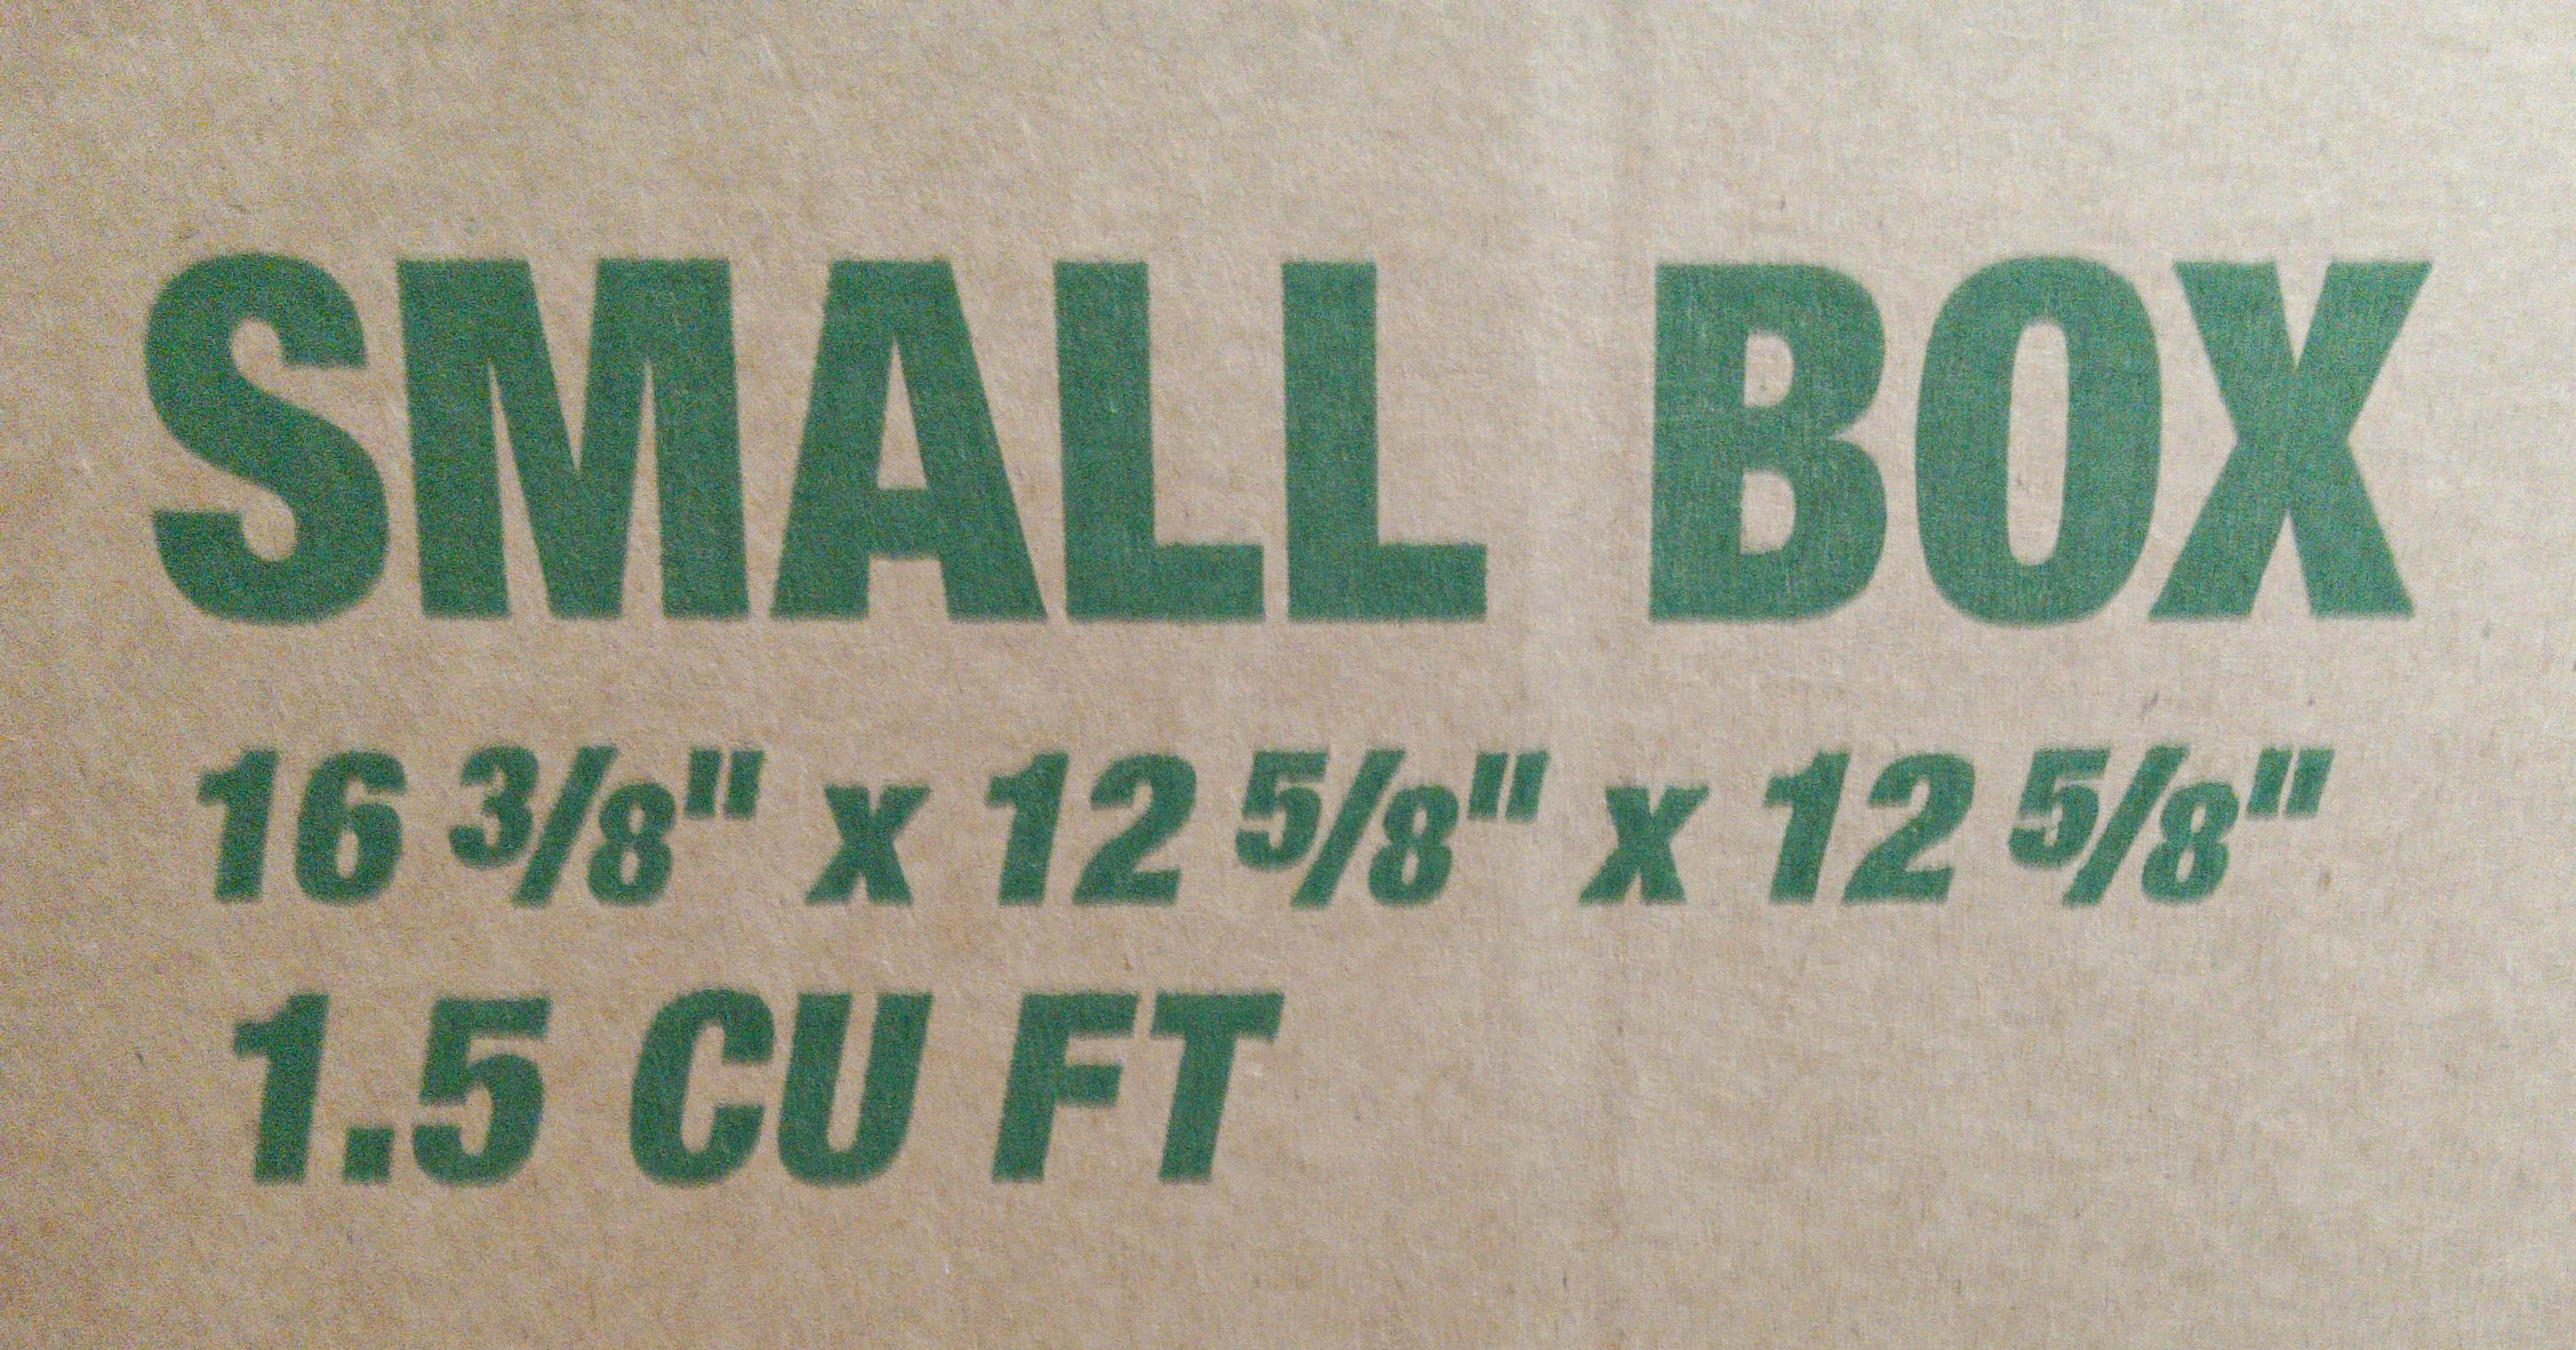 SMALL BOX
16 3/8" x 12 5/8" x 12 5/8"
1.5 CU FT